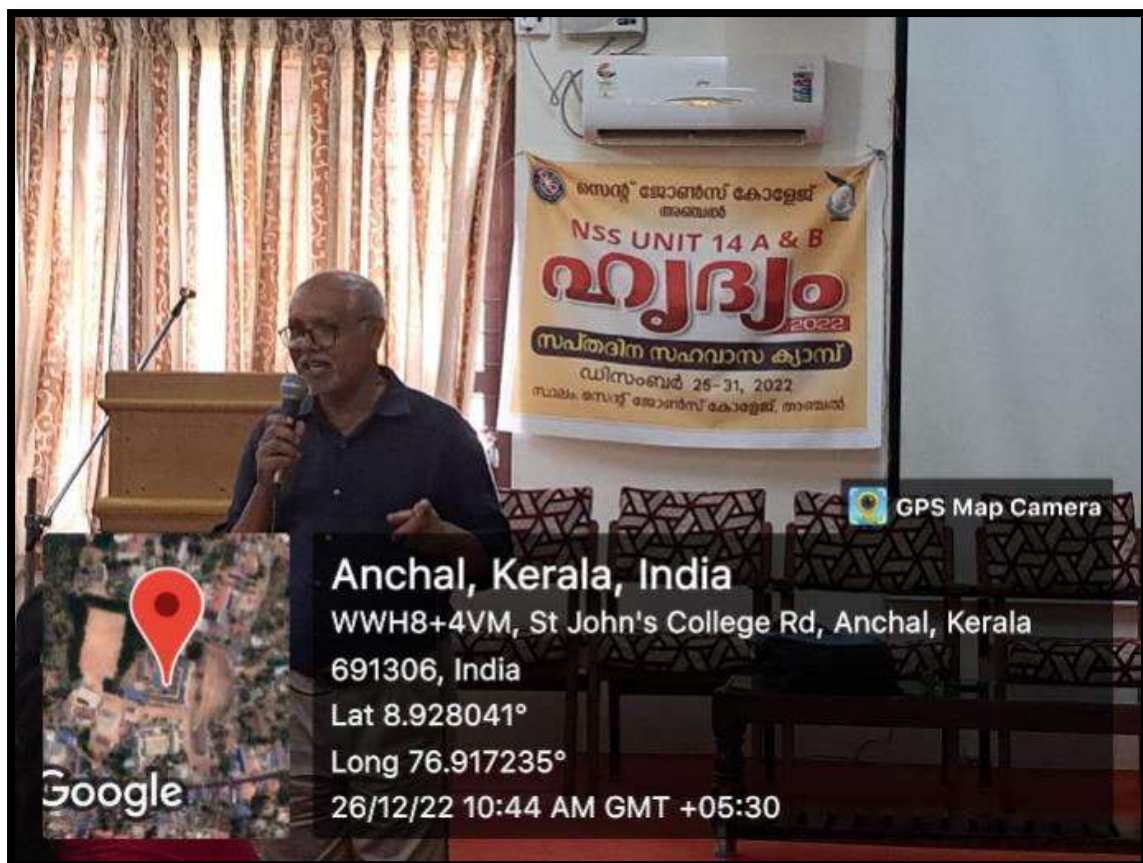 സെന്റ് ജോൺസ് കോളേജ്
അഞ്ചൽ
NSS UNIT 14 A & B
ഹൃദ്യം
2022
സപ്തദിന സഹവാസ ക്യാമ്പ്
ഡിസംബർ 26-31, 2022
സ്ഥലം: സെന്റ് ജോൺസ് കോളേജ്, അഞ്ചൽ
GPS Map Camera
Anchal, Kerala, India
WWH8+4VM, St John's College Rd, Anchal, Kerala
691306, India
Lat 8.928041°
Long 76.917235°
26/12/22 10:44 AM GMT +05:30
Google